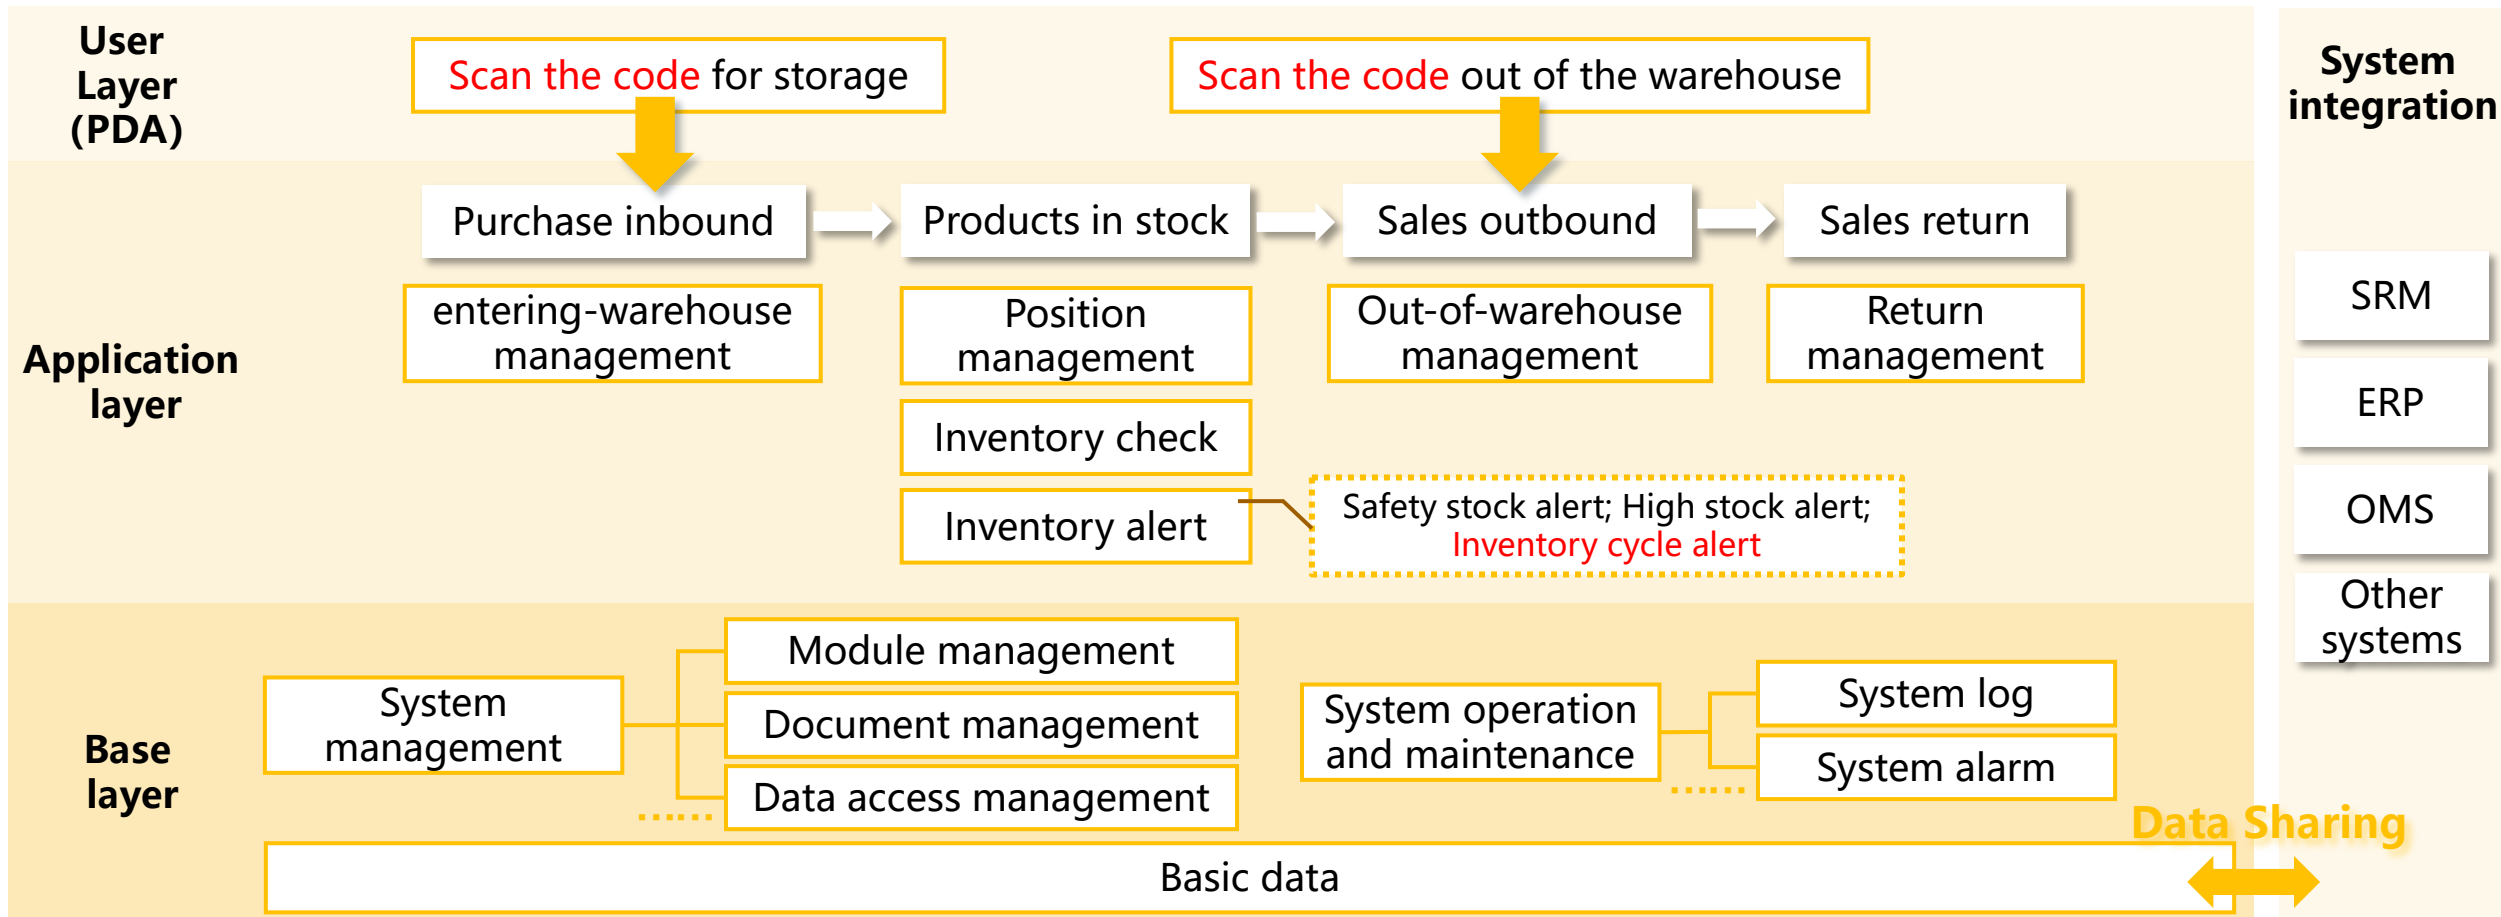 User
Layer
(PDA)
Scan the code for storage
Scan the code out of the warehouse
System
integration
Purchase inbound
Products in stock
Sales outbound
Sales return
entering-warehouse
management
Position
management
Out-of-warehouse
management
Return
management
Application
layer
Inventory check
Inventory alert
Safety stock alert; High stock alert;
Inventory cycle alert
SRM
ERP
OMS
Other
systems
Base
layer
System
management
Module management
Document management
Data access management
System operation
and maintenance
System log
System alarm
Data Sharing
Basic data